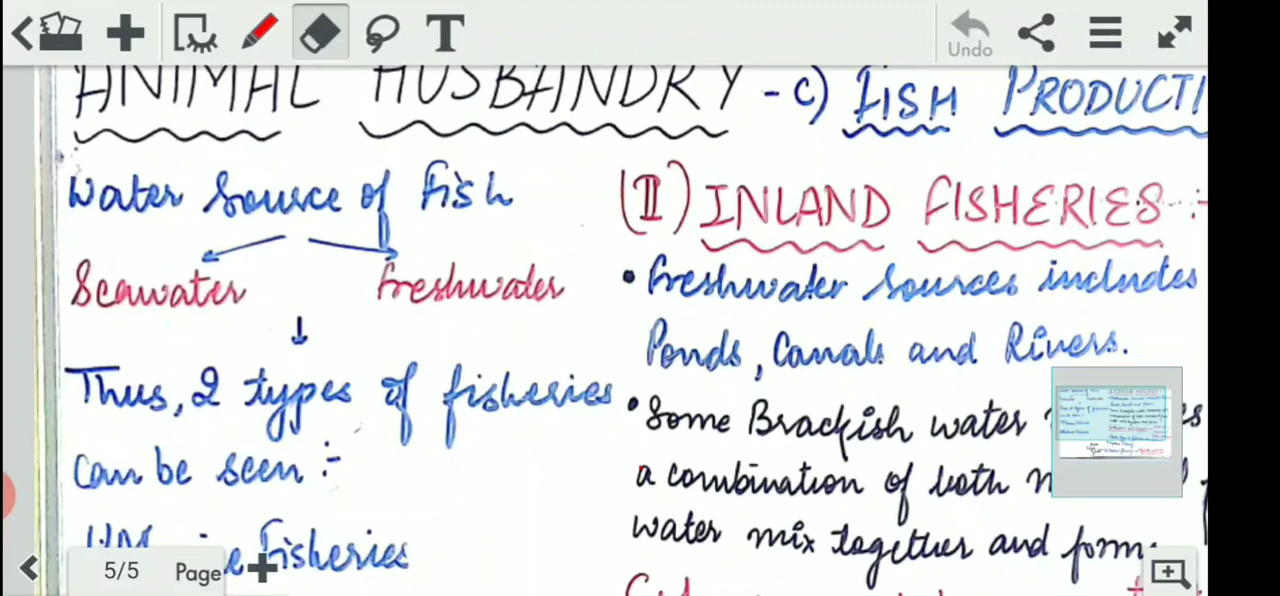 Undo
ANIMAL HUSBANDRY - C) FISH PRODUCTI
Water Source of Fish
Seawater Freshwater
Thus, 2 types of fisheries
can be seen :-
Fisheries
(II) INLAND FISHERIES :-
• Freshwater sources includes
Ponds, Canals and Rivers.
• Some Brackish water
a combination of both
water mix together and form
5/5 Page